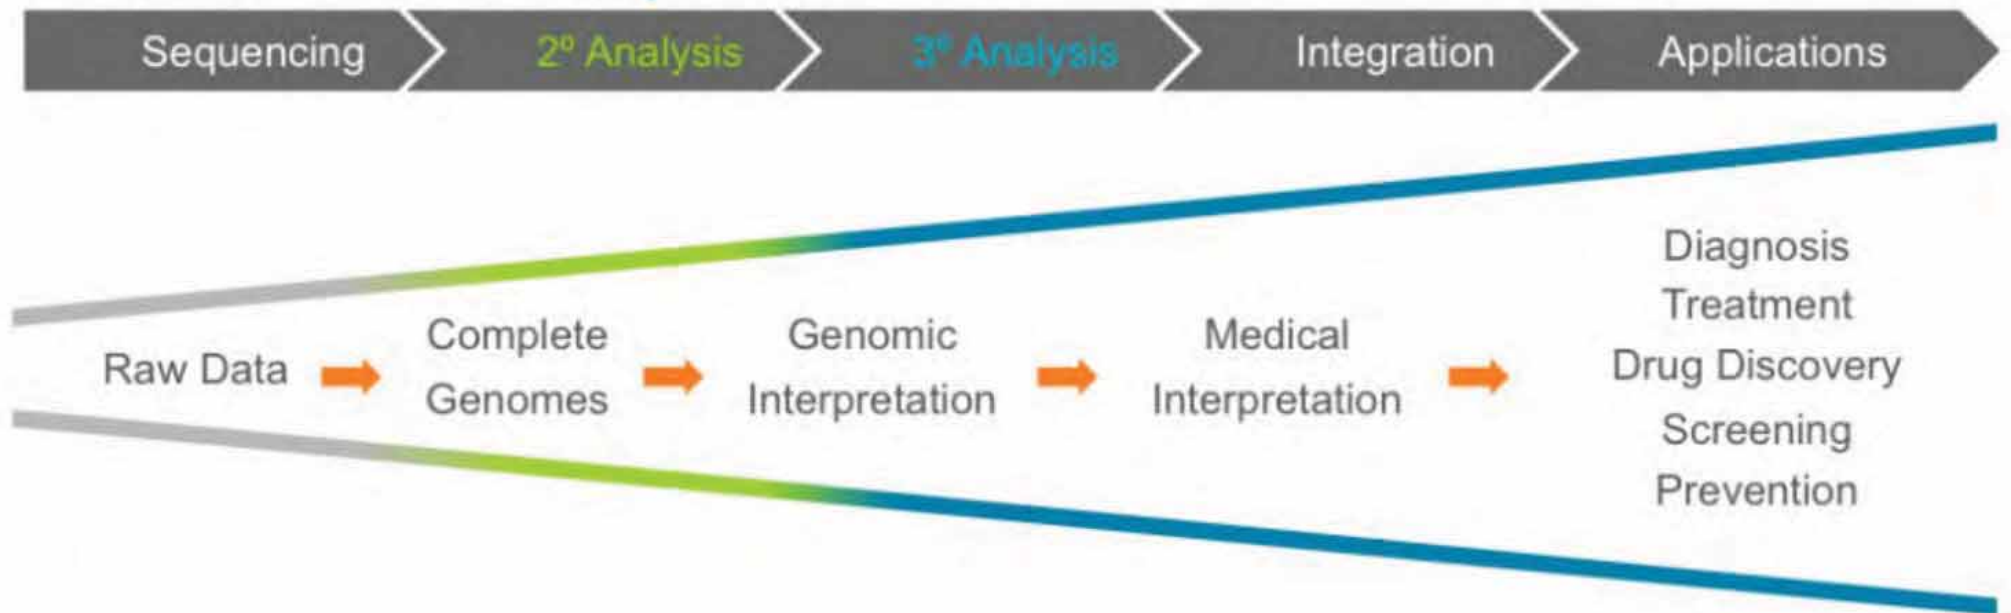 Sequencing
2º Analysis
3º Analysis
Integration
Applications
Raw Data
Complete
Genomes
Genomic
Interpretation
Medical
Interpretation
Diagnosis
Treatment
Drug Discovery
Screening
Prevention